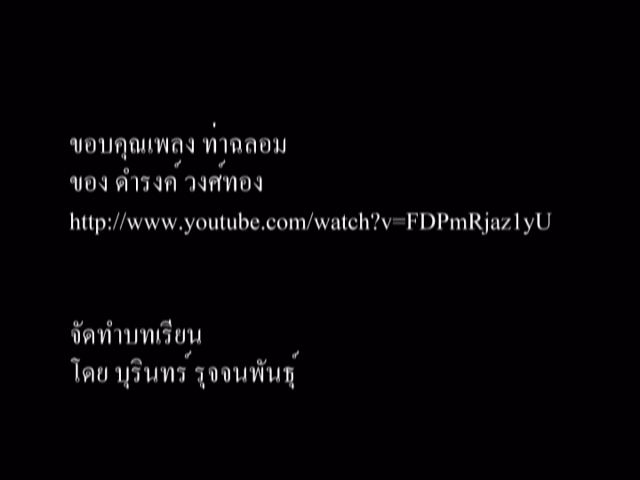 ขอบคุณเพลง ท่าฉลอม
ของ ดำรงค์ วงศ์ทอง
http://www.youtube.com/watch?v=FDPmRjaz1yU
จัดทำบทเรียน
โดย บุรินทร์ รุจจนพันธุ์